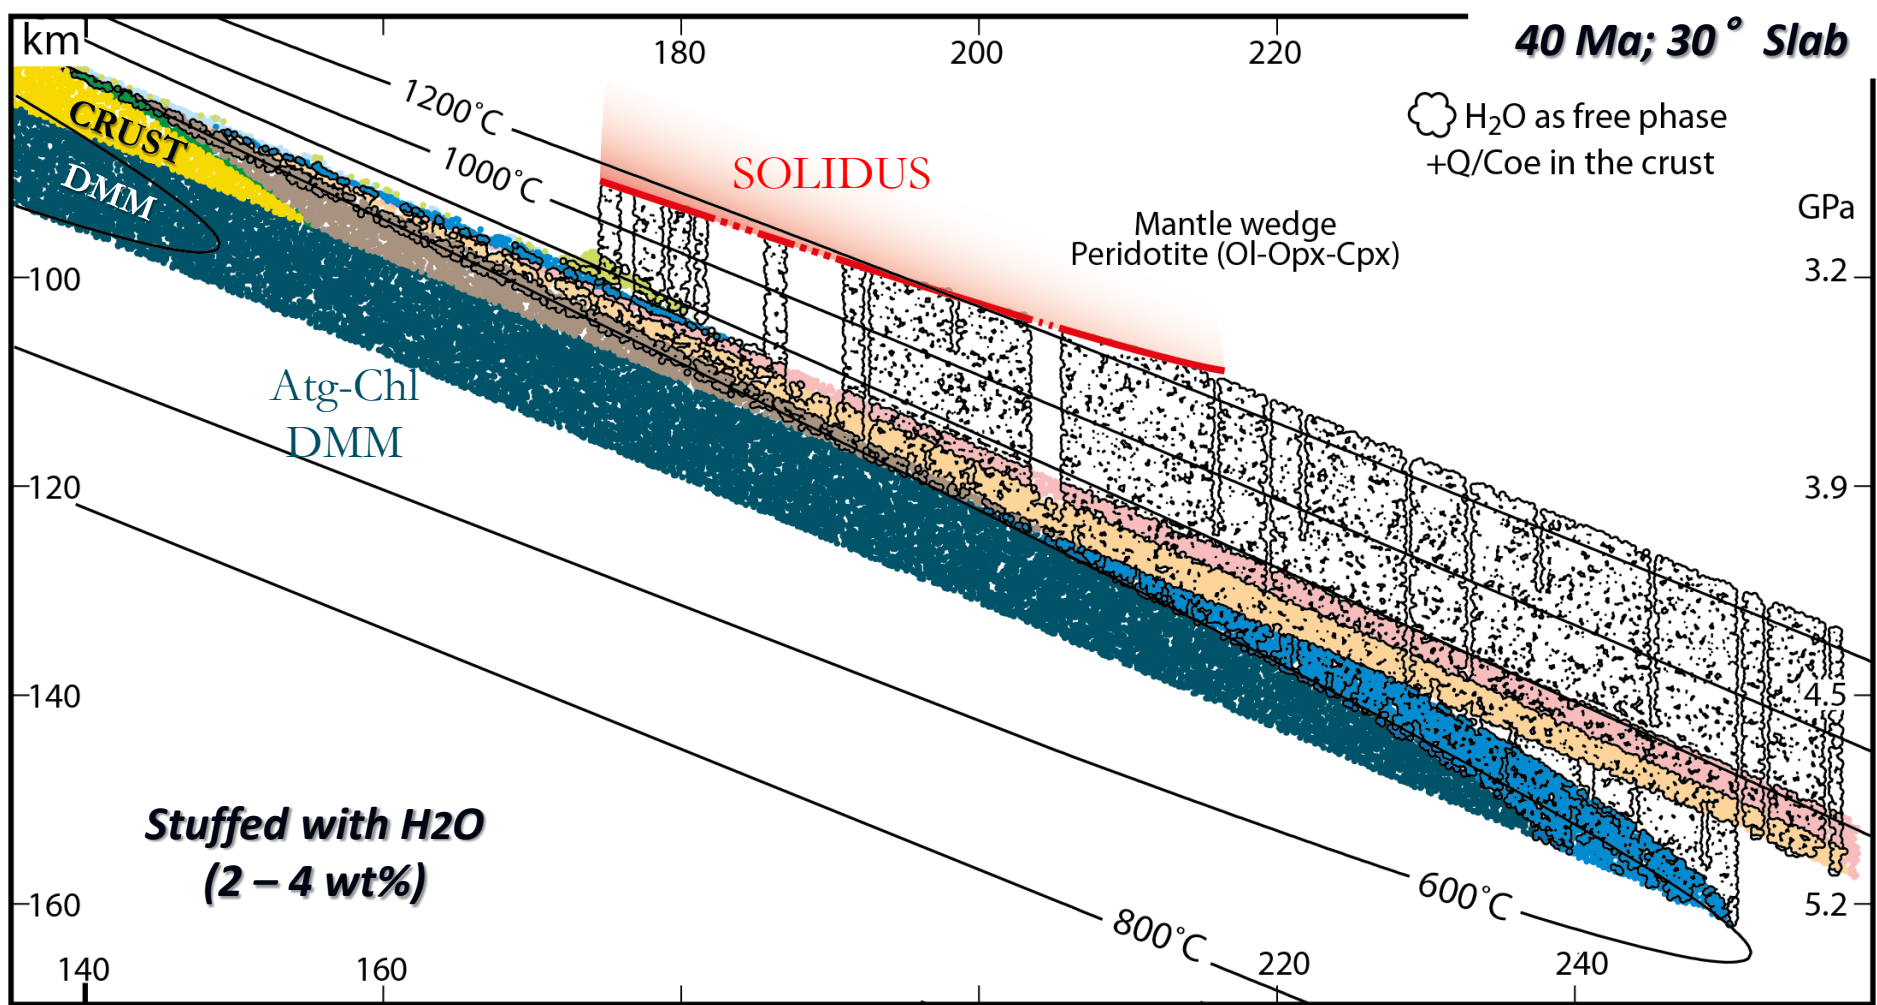 km
180
200
220
40 Ma; 30° Slab
1200°C
1000°C
CRUST
DMM
SOLIDUS
H2O as free phase
+Q/Coe in the crust
Mantle wedge
Peridotite (Ol-Opx-Cpx)
GPa
100
3.2
Atg-Chl
DMM
120
3.9
140
4.5
Stuffed with H2O
(2 – 4 wt%)
160
600°C
5.2
800°C
140
160
220
240